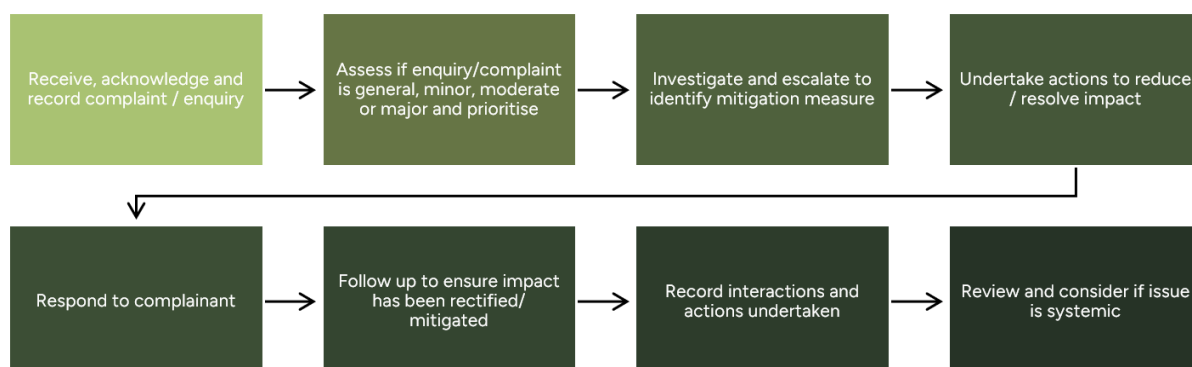 Receive, acknowledge and
record complaint / enquiry
Assess if enquiry/complaint
is general, minor, moderate
or major and prioritise
Investigate and escalate to
identify mitigation measure
Undertake actions to reduce
/ resolve impact
Respond to complainant
Follow up to ensure impact
has been rectified/
mitigated
Record interactions and
actions undertaken
Review and consider if issue
is systemic